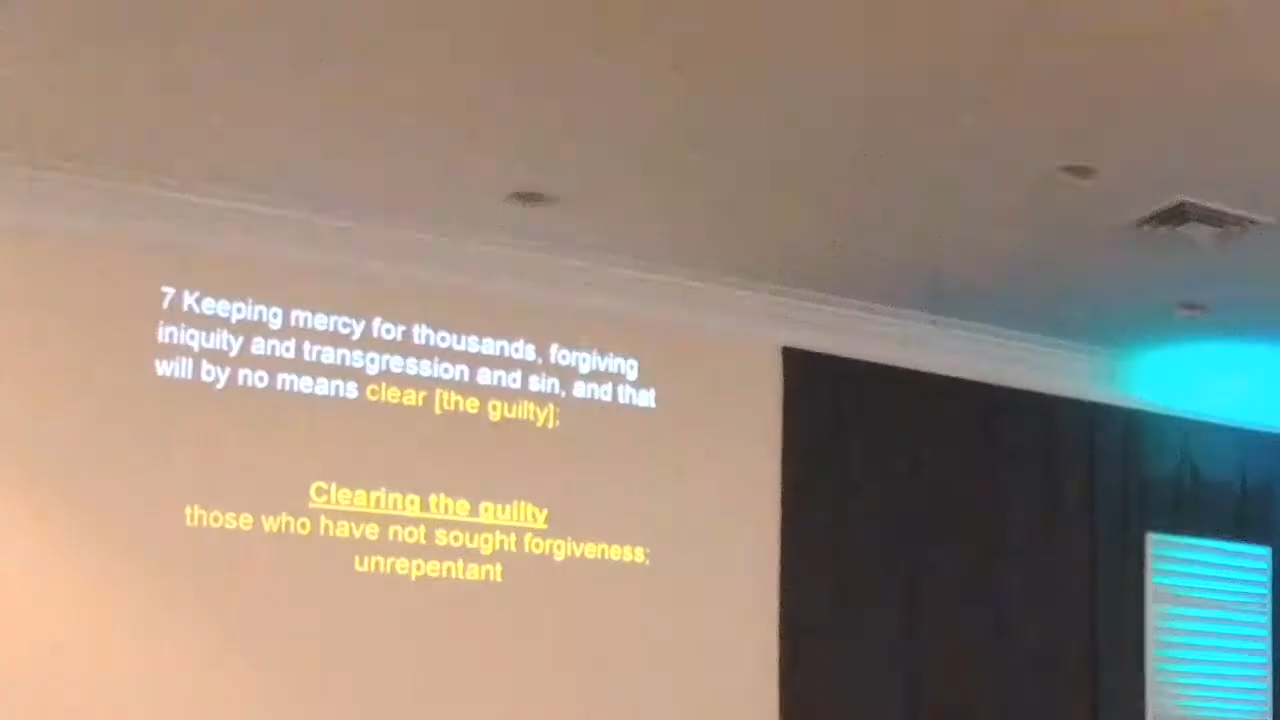 7 Keeping mercy for thousands, forgiving
iniquity and transgression and sin, and that
will by no means clear [the guilty];
Clearing the guilty
those who have not sought forgiveness;
unrepentant